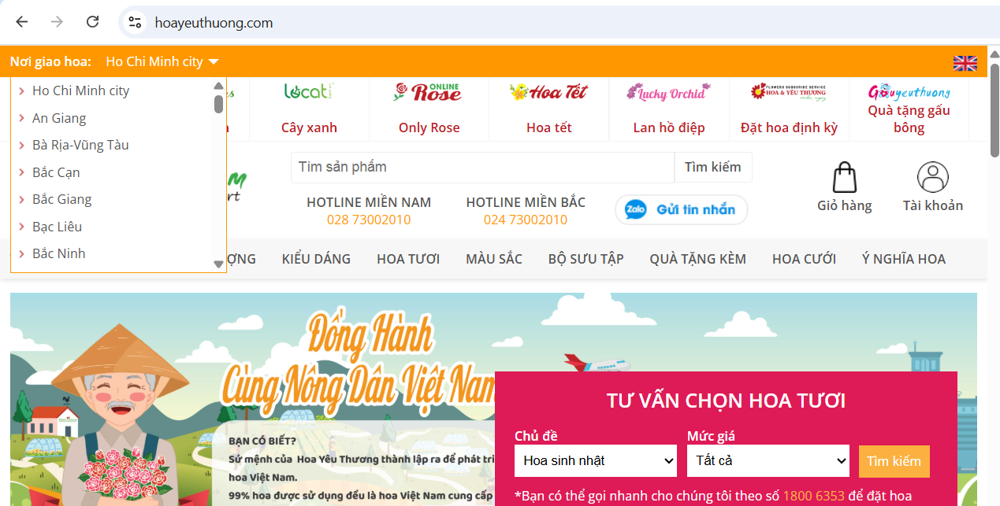 hoayeuthuong.com
Nơi giao hoa: Ho Chi Minh city
Ho Chi Minh city
An Giang
Bà Rịa-Vũng Tàu
Bắc Cạn
Bắc Giang
Bạc Liêu
Bắc Ninh
Locati
Cây xanh
ONLINE
Rose
Only Rose
Hoa Tết
Hoa tết
Lucky Orchid
Lan hồ điệp
FLOWERS SUBSCRIBE SERVICE
HOA & YÊU THƯƠNG
Đặt hoa định kỳ
Gấuyeuthuong
Quà tặng gấu
bông
Tìm sản phẩm
Tìm kiếm
HOTLINE MIỀN NAM
028 73002010
HOTLINE MIỀN BẮC
024 73002010
Zalo Gửi tin nhắn
Giỏ hàng
Tài khoản
ỢNG KIỂU DÁNG HOA TƯƠI MÀU SẮC BỘ SƯU TẬP QUÀ TẶNG KÈM HOA CƯỚI Ý NGHĨA HOA
Đồng Hành
Cùng Nông Dân Việt Nam
BẠN CÓ BIẾT?
Sứ mệnh của Hoa Yêu Thương thành lập ra để phát tri
hoa Việt Nam.
99% hoa được sử dụng đều là hoa Việt Nam cung cấp
TƯ VẤN CHỌN HOA TƯƠI
Chủ đề
Hoa sinh nhật
Mức giá
Tất cả
Tìm kiếm
*Bạn có thể gọi nhanh cho chúng tôi theo số 1800 6353 để đặt hoa